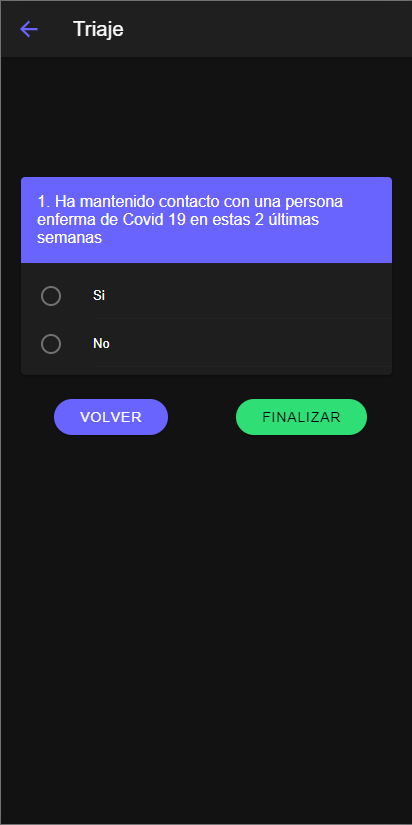 Triaje
1. Ha mantenido contacto con una persona
enferma de Covid 19 en estas 2 últimas
semanas
Si
No
VOLVER
FINALIZAR